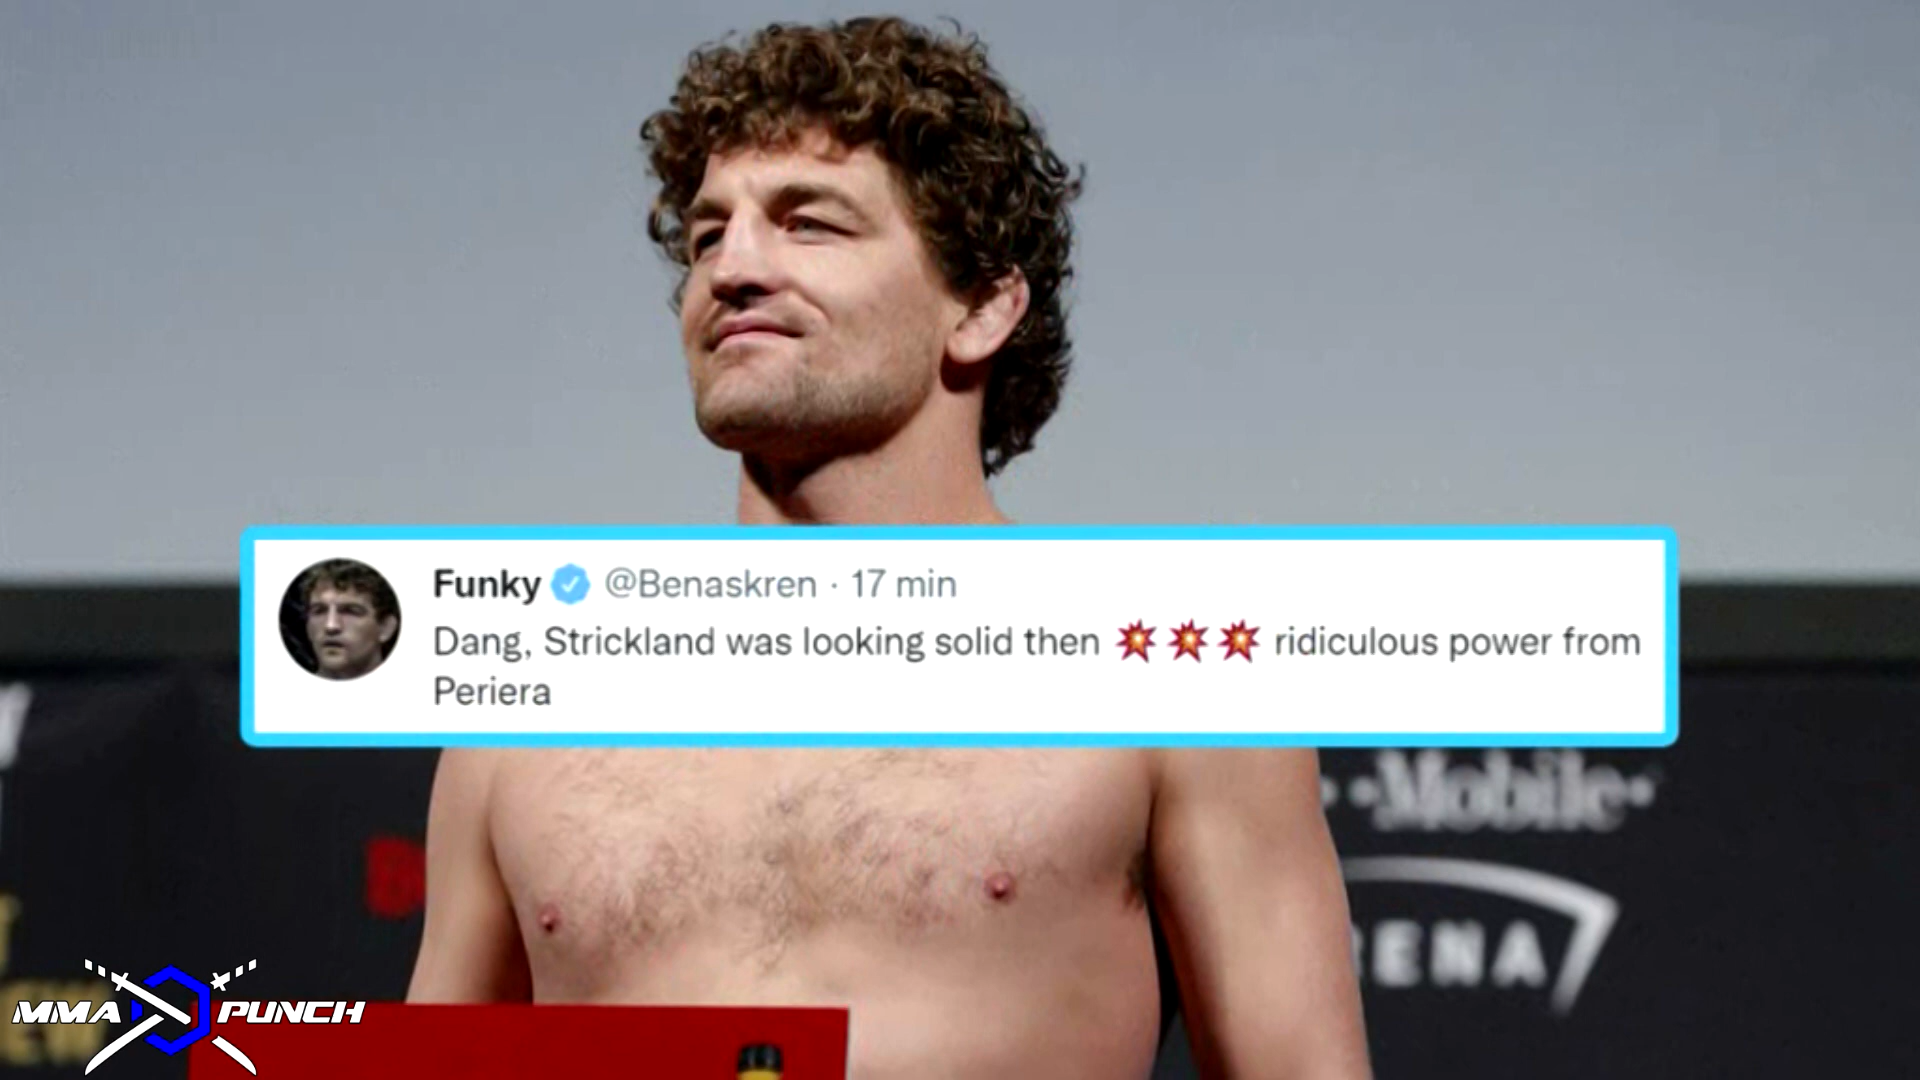 Funky @Benaskren · 17 min
Dang, Strickland was looking solid then 💥💥💥 ridiculous power from
Periera
·Mobile·
ENA
MMA PUNCH